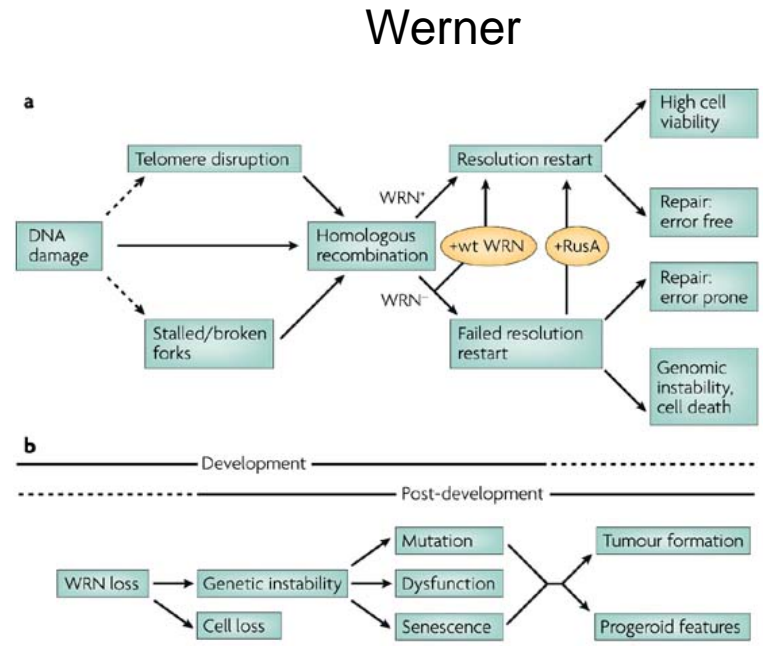 Werner
a
Telomere disruption
DNA
damage
Stalled/broken
forks
Homologous
recombination
WRN⁺
WRN⁻
+wt WRN
+RusA
Resolution restart
Failed resolution
restart
High cell
viability
Repair:
error free
Repair:
error prone
Genomic
instability,
cell death
b
Development
Post-development
WRN loss
Genetic instability
Cell loss
Mutation
Dysfunction
Senescence
Tumour formation
Progeroid features